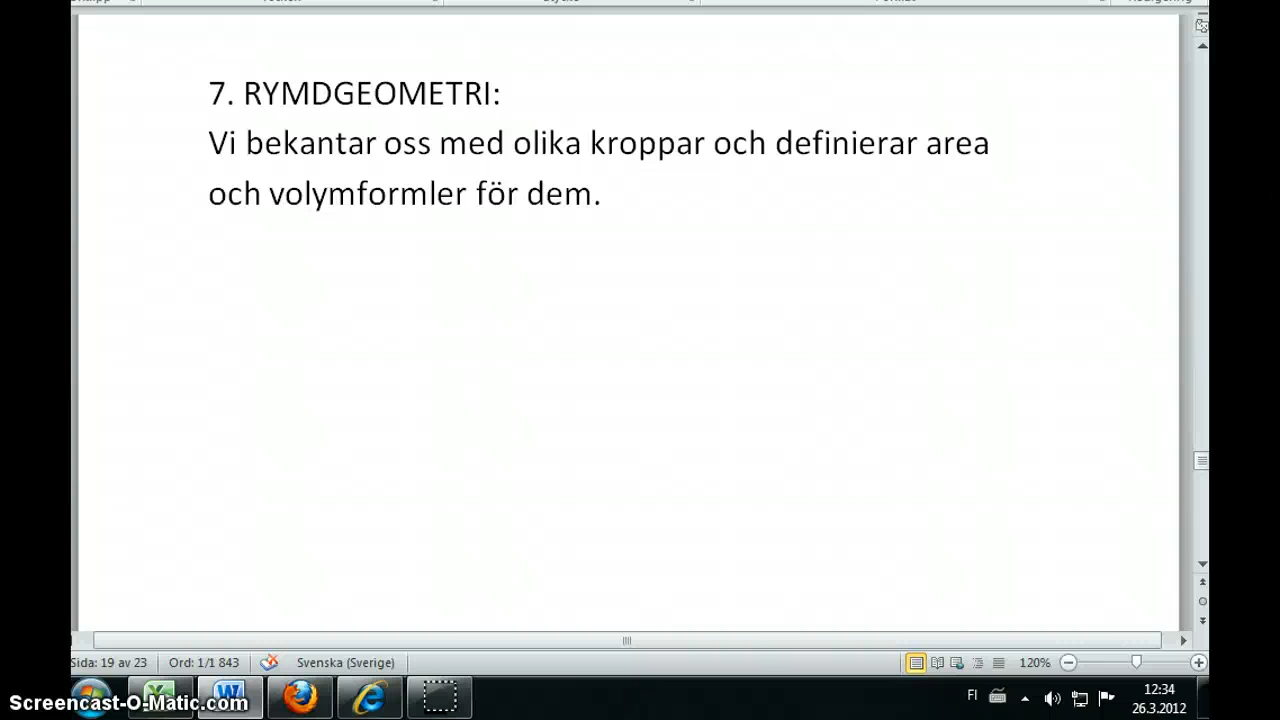 7. RYMDGEOMETRI:
Vi bekantar oss med olika kroppar och definierar area
och volymformler för dem.
Sida: 19 av 23 Ord: 1/1 843 Svenska (Sverige) 120%
FI 12:34
26.3.2012
Screencast-O-Matic.com